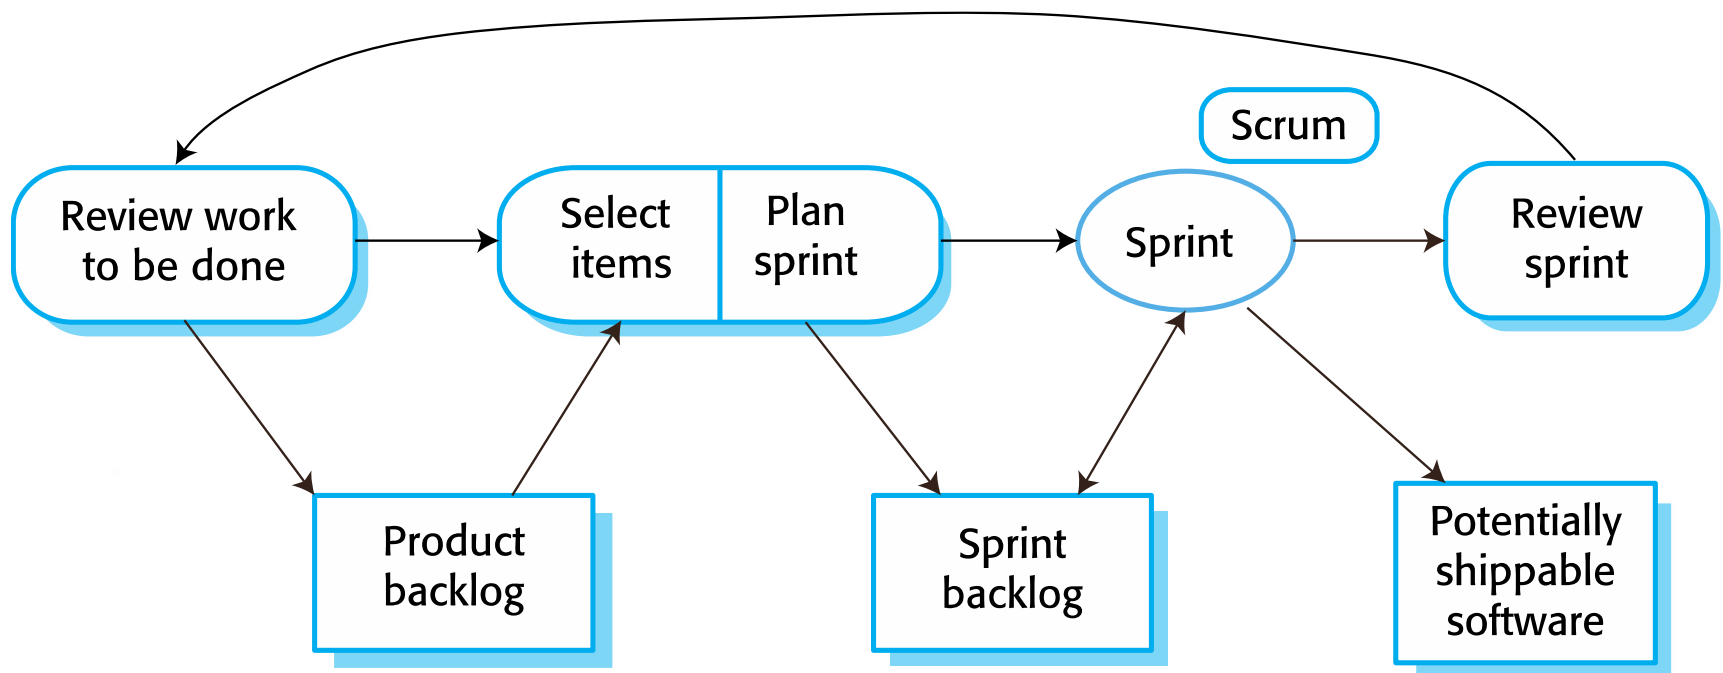 Scrum
Review work
to be done
Select
items
Plan
sprint
Sprint
Review
sprint
Product
backlog
Sprint
backlog
Potentially
shippable
software